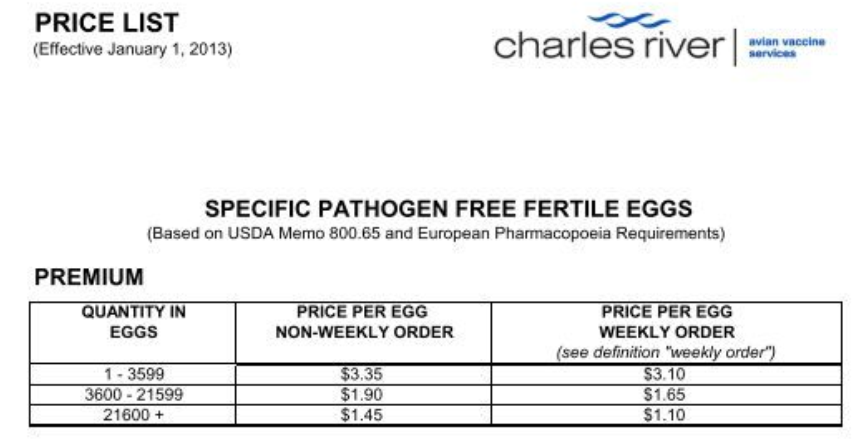 PRICE LIST
(Effective January 1, 2013)
charles river | avian vaccine
services
SPECIFIC PATHOGEN FREE FERTILE EGGS
(Based on USDA Memo 800.65 and European Pharmacopoeia Requirements)
PREMIUM
QUANTITY IN EGGS PRICE PER EGG NON-WEEKLY ORDER PRICE PER EGG WEEKLY ORDER (see definition "weekly order")
1 - 3599 $3.35 $3.10
3600 - 21599 $1.90 $1.65
21600 + $1.45 $1.10